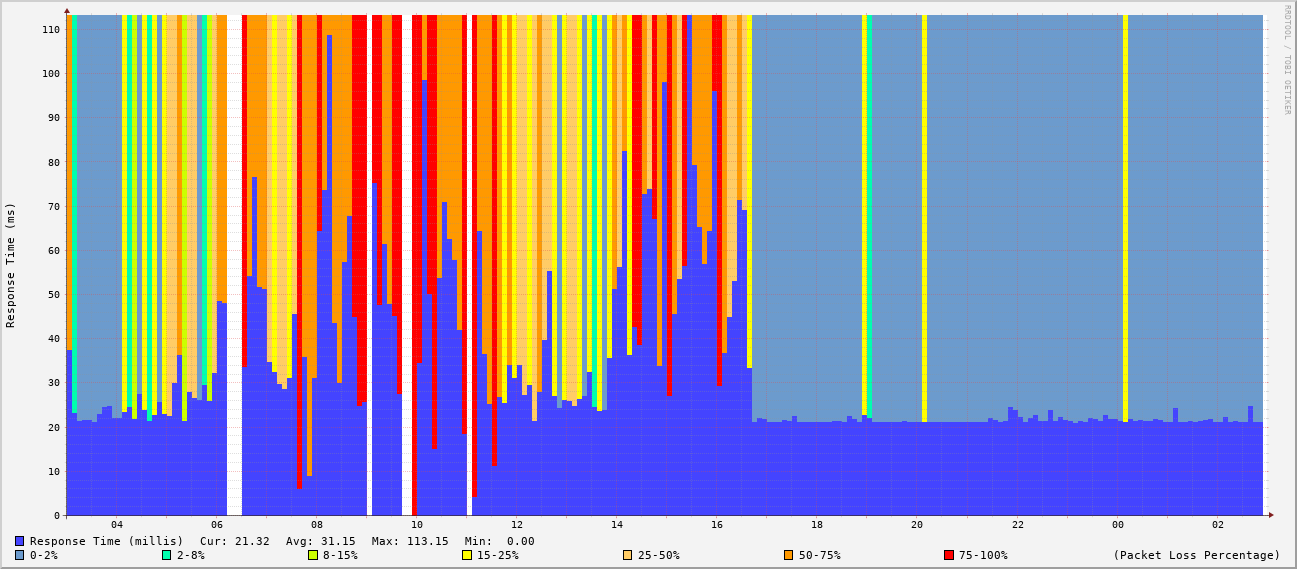 RRDTOOL / TOBI OETIKER
Response Time (ms)
110
100
90
80
70
60
50
40
30
20
10
0
04 06 08 10 12 14 16 18 20 22 00 02
Response Time (millis) Cur: 21.32 Avg: 31.15 Max: 113.15 Min: 0.00
0-2% 2-8% 8-15% 15-25% 25-50% 50-75% 75-100% (Packet Loss Percentage)